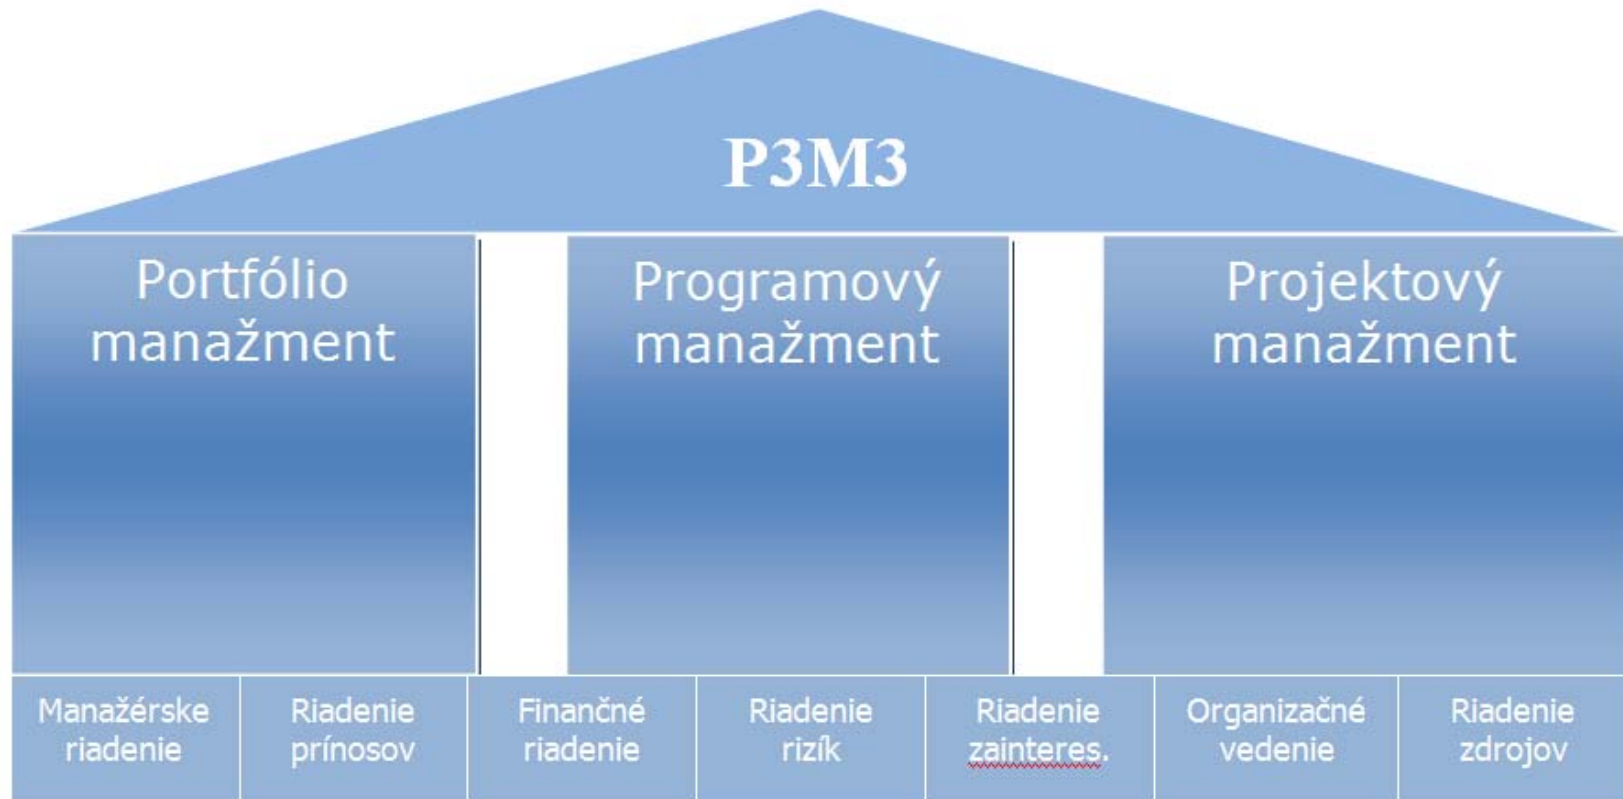 P3M3
Portfólio
manažment
Programový
manažment
Projektový
manažment
Manažérske
riadenie
Riadenie
prínosov
Finančné
riadenie
Riadenie
rizík
Riadenie
zainteres.
Organizačné
vedenie
Riadenie
zdrojov